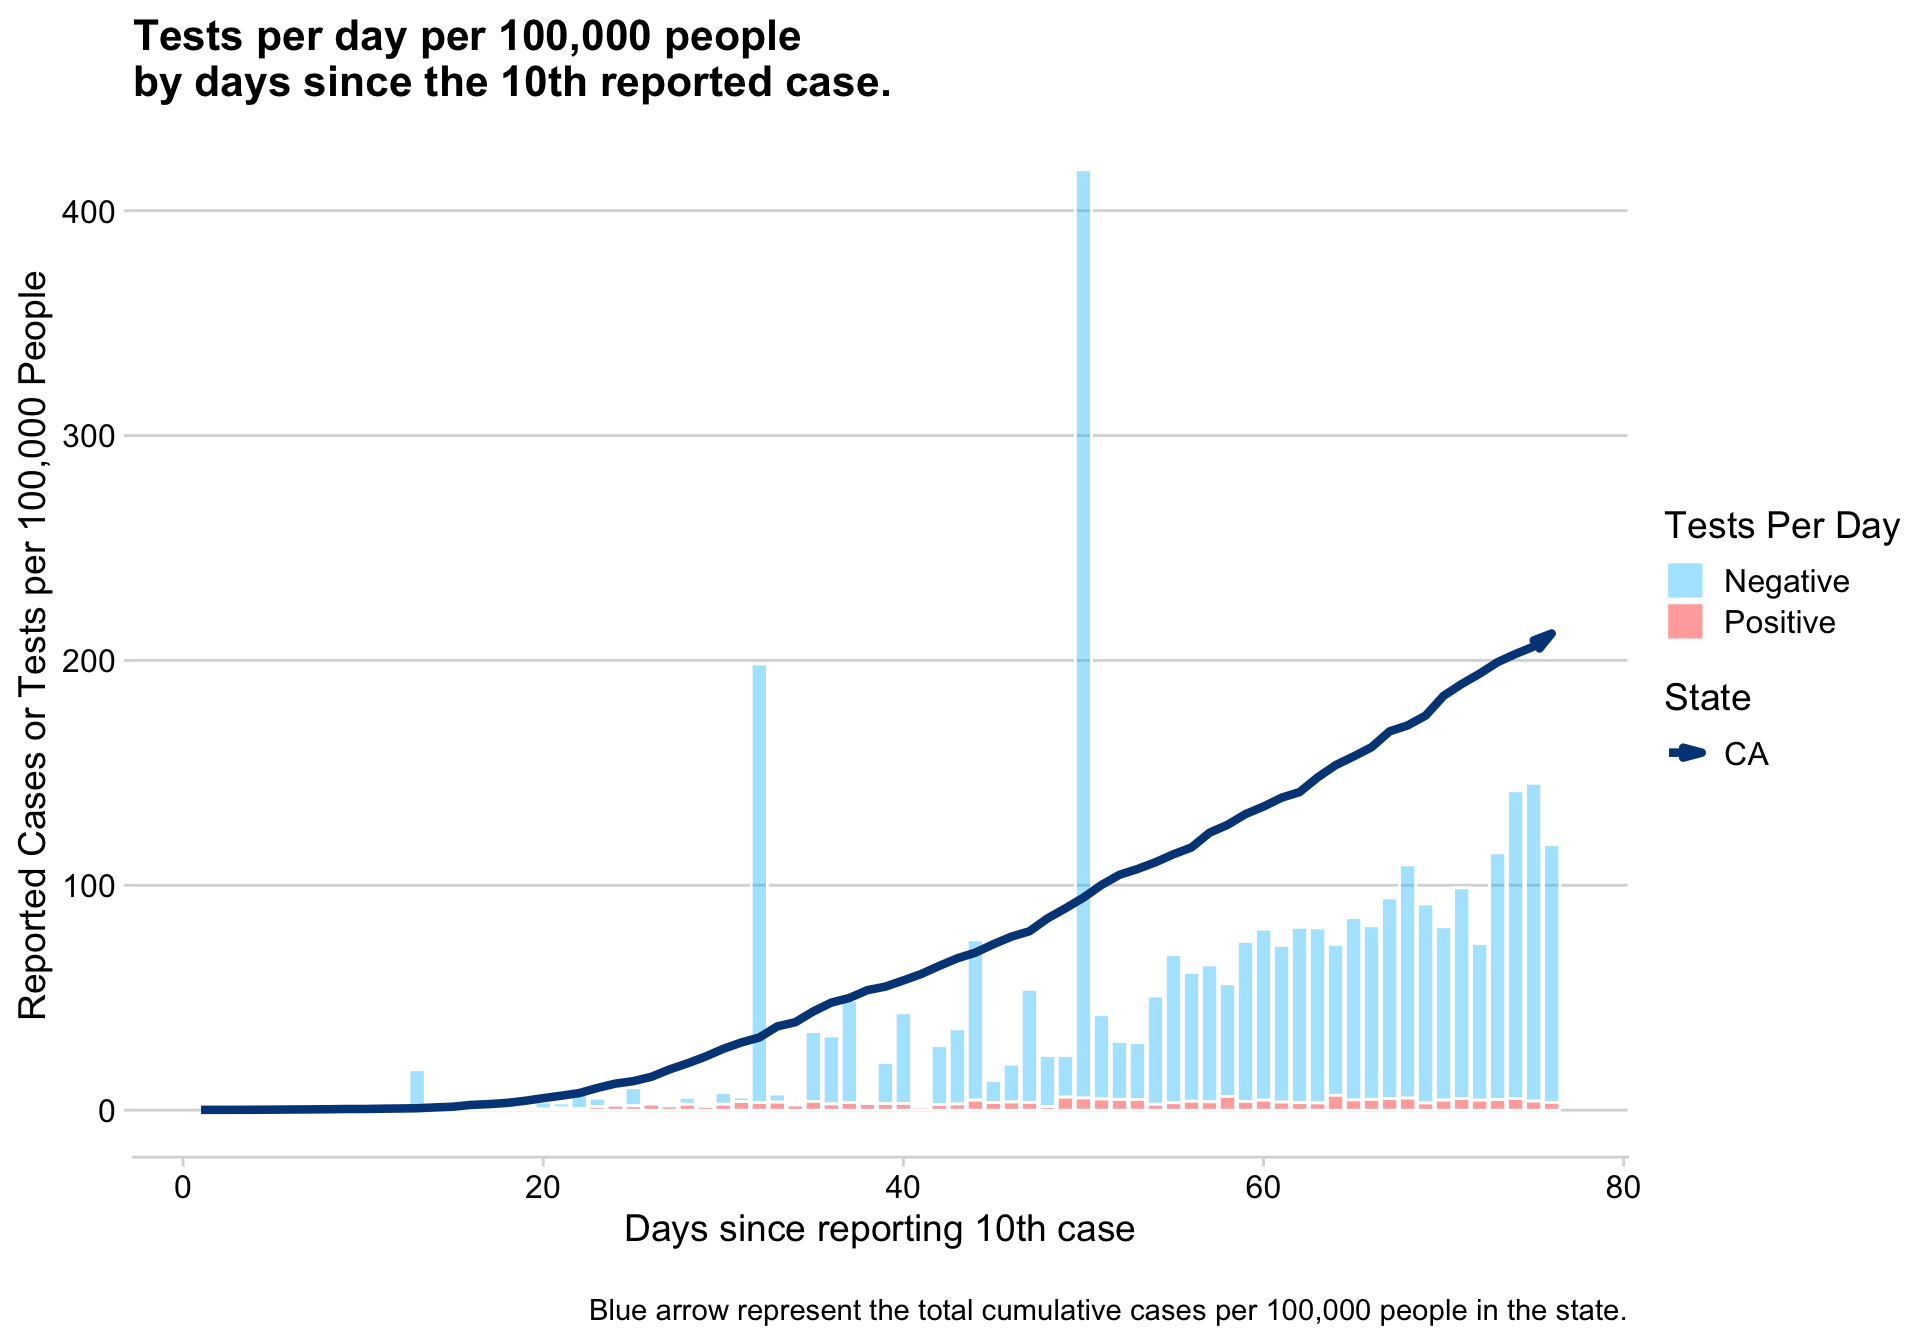 Tests per day per 100,000 people
by days since the 10th reported case.
Reported Cases or Tests per 100,000 People
400
300
200
100
0
0
20
40
60
80
Days since reporting 10th case
Tests Per Day
Negative
Positive
State
CA
Blue arrow represent the total cumulative cases per 100,000 people in the state.